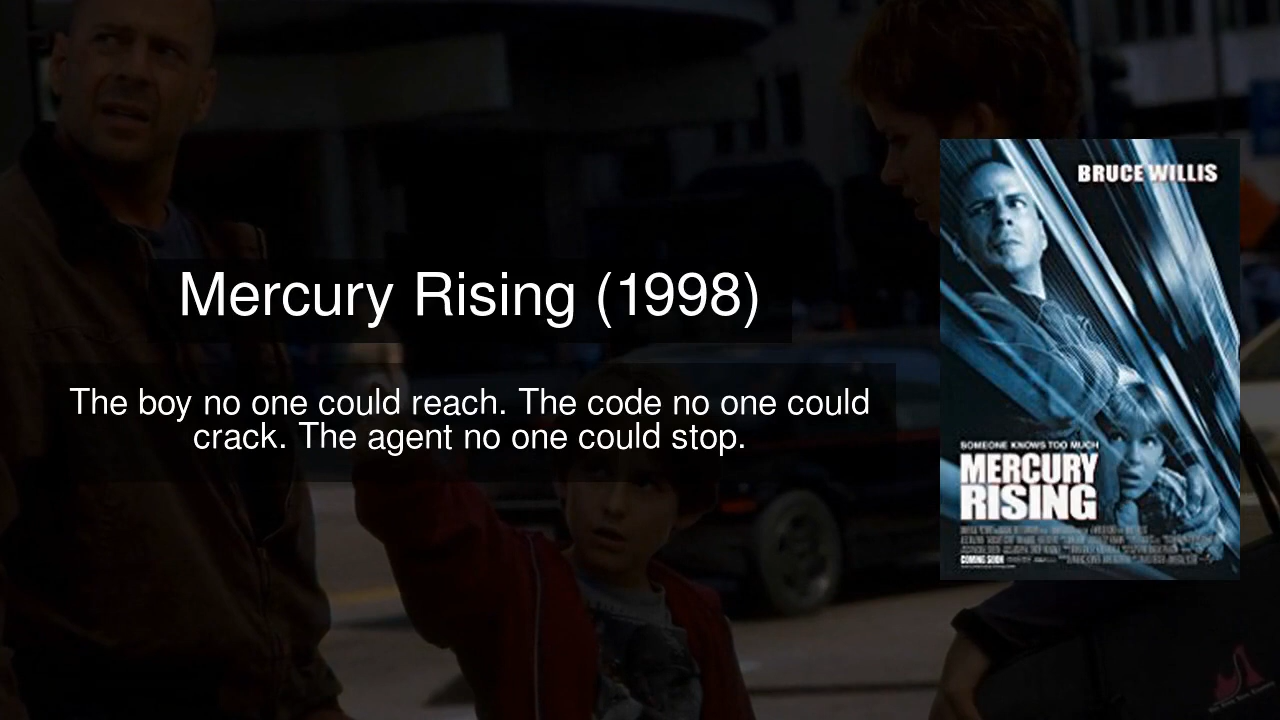 Mercury Rising (1998)
The boy no one could reach. The code no one could
crack. The agent no one could stop.
BRUCE WILLIS
SOMEONE KNOWS TOO MUCH
MERCURY
RISING
COMING SOON